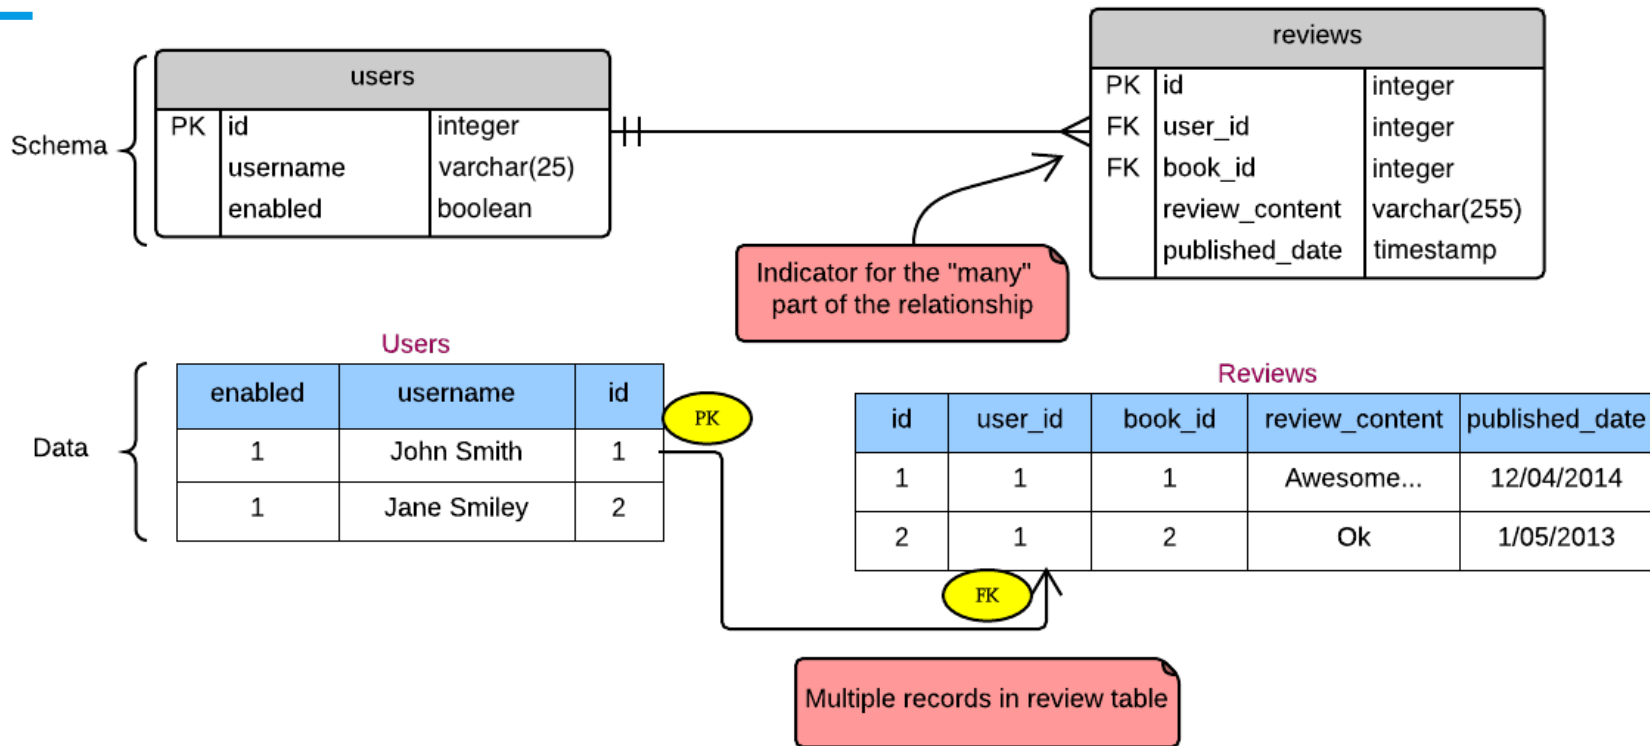 users
PK id integer
username varchar(25)
enabled boolean
Schema
reviews
PK id integer
FK user_id integer
FK book_id integer
review_content varchar(255)
published_date timestamp
Indicator for the "many"
part of the relationship
Users
enabled username id
1 John Smith 1
1 Jane Smiley 2
Data
PK
Reviews
id user_id book_id review_content published_date
1 1 1 Awesome... 12/04/2014
2 1 2 Ok 1/05/2013
FK
Multiple records in review table